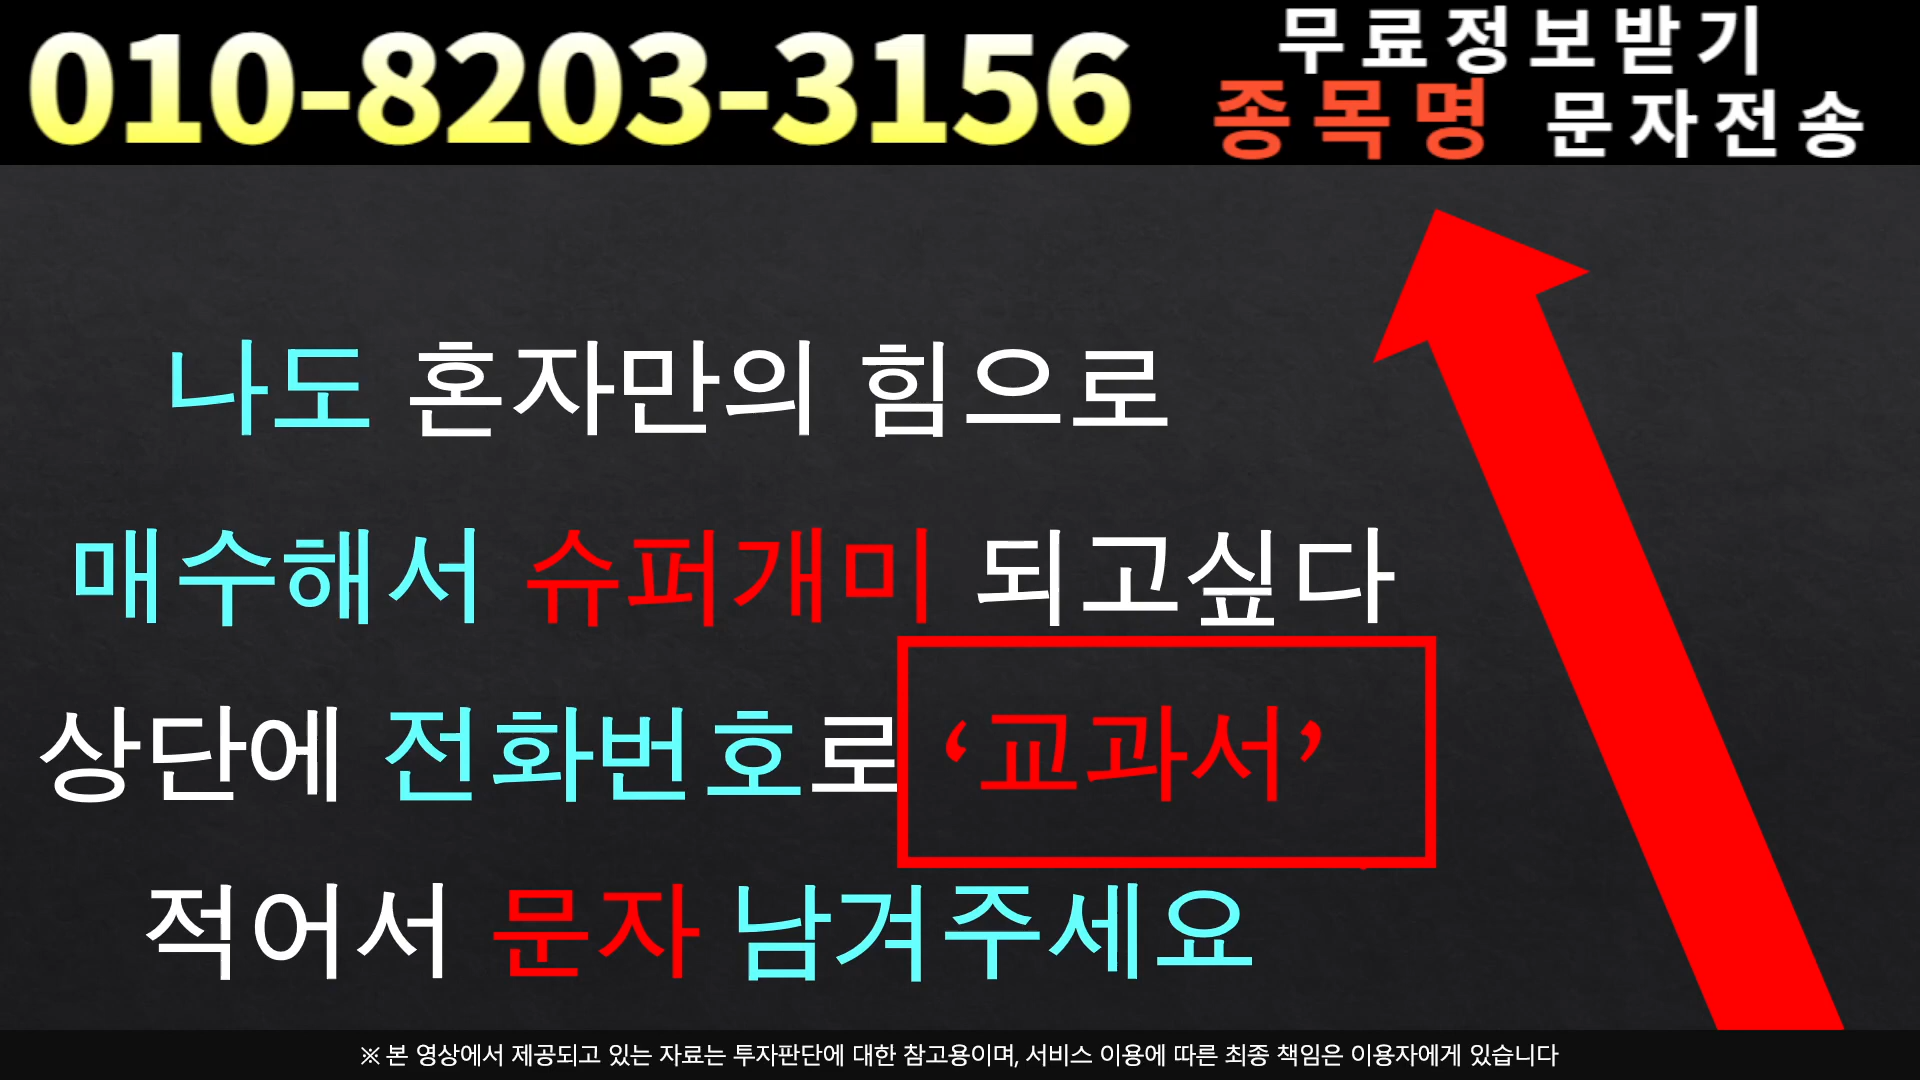 010-8203-3156
무료정보받기
종목명 문자전송
나도 혼자만의 힘으로
매수해서 슈퍼개미 되고싶다
상단에 전화번호로 ‘교과서’
적어서 문자 남겨주세요
※ 본 영상에서 제공되고 있는 자료는 투자판단에 대한 참고용이며, 서비스 이용에 따른 최종 책임은 이용자에게 있습니다